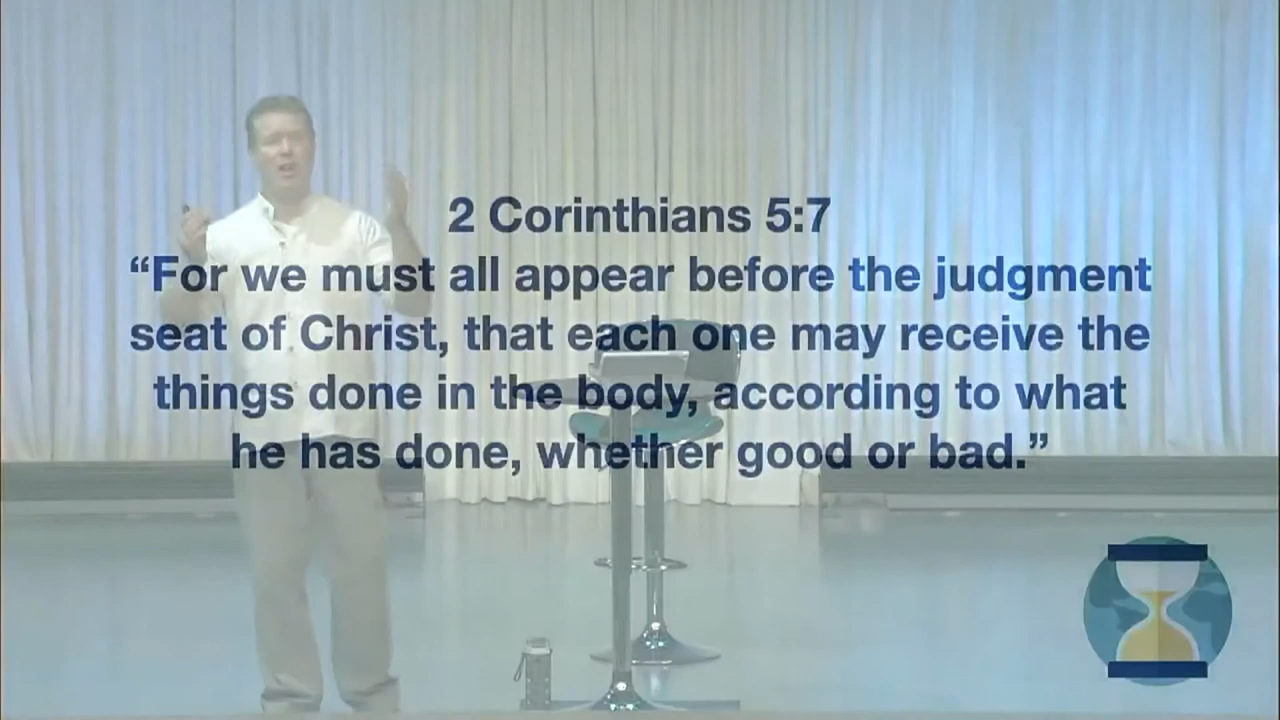 2 Corinthians 5:7
“For we must all appear before the judgment
seat of Christ, that each one may receive the
things done in the body, according to what
he has done, whether good or bad.”